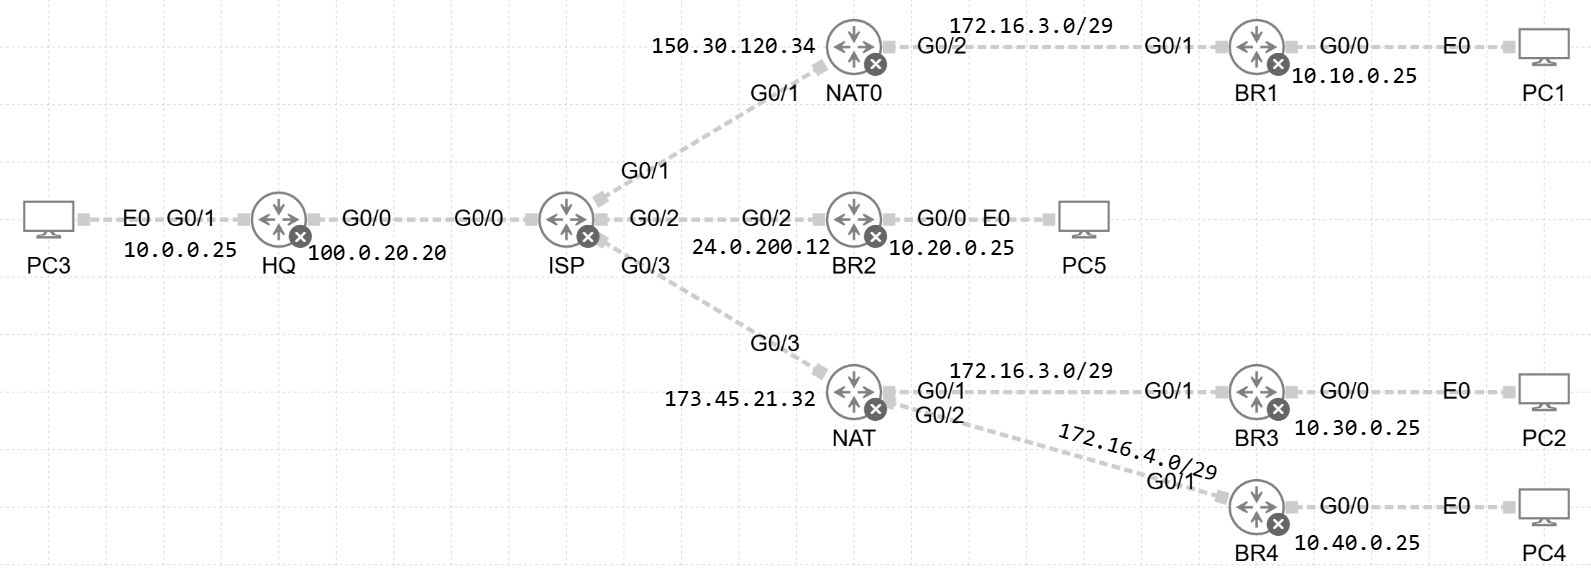 172.16.3.0/29
150.30.120.34
G0/2
G0/1
G0/0
E0
10.10.0.25
G0/1
NAT0
BR1
PC1
G0/1
E0
G0/1
G0/0
G0/0
G0/2
G0/2
G0/0
E0
10.0.0.25
100.0.20.20
24.0.200.12
10.20.0.25
PC3
HQ
ISP
G0/3
BR2
PC5
G0/3
172.16.3.0/29
173.45.21.32
G0/1
G0/1
G0/0
E0
G0/2
10.30.0.25
NAT
172.16.4.0/29
BR3
PC2
G0/1
G0/0
E0
10.40.0.25
BR4
PC4